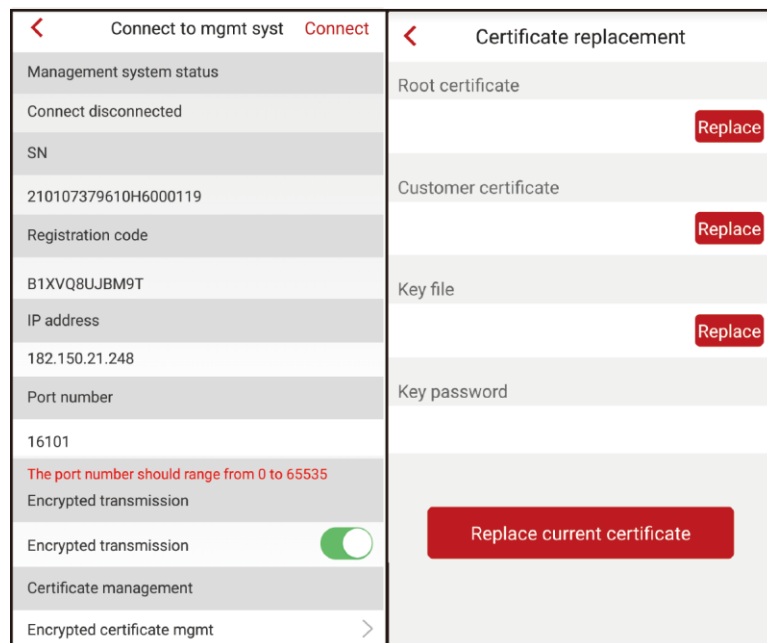 Connect to mgmt syst Connect
Management system status
Connect disconnected
SN
210107379610H6000119
Registration code
B1XVQ8UJBM9T
IP address
182.150.21.248
Port number
16101
The port number should range from 0 to 65535
Encrypted transmission
Encrypted transmission
Certificate management
Encrypted certificate mgmt
Certificate replacement
Root certificate
Replace
Customer certificate
Replace
Key file
Replace
Key password
Replace current certificate